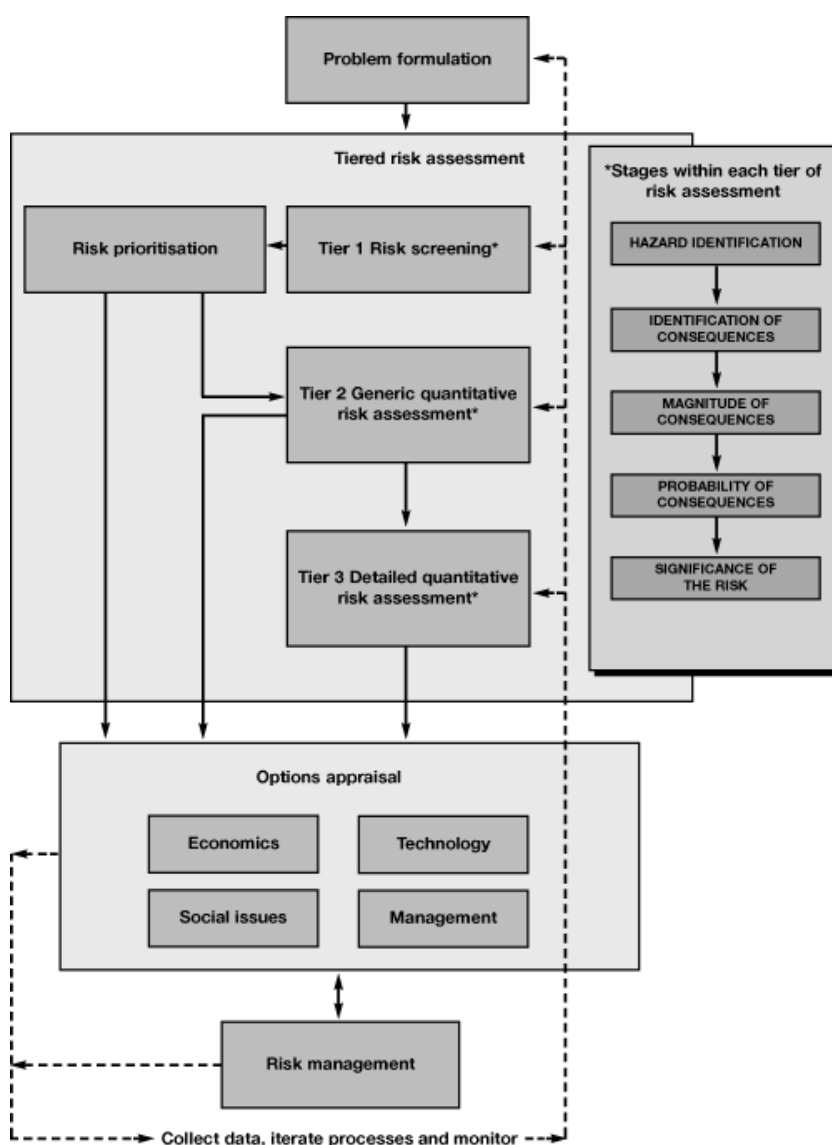 Problem formulation
Tiered risk assessment
Risk prioritisation
Tier 1 Risk screening*
Tier 2 Generic quantitative
risk assessment*
Tier 3 Detailed quantitative
risk assessment*
*Stages within each tier of
risk assessment
HAZARD IDENTIFICATION
IDENTIFICATION OF
CONSEQUENCES
MAGNITUDE OF
CONSEQUENCES
PROBABILITY OF
CONSEQUENCES
SIGNIFICANCE OF
THE RISK
Options appraisal
Economics
Technology
Social issues
Management
Risk management
Collect data, iterate processes and monitor